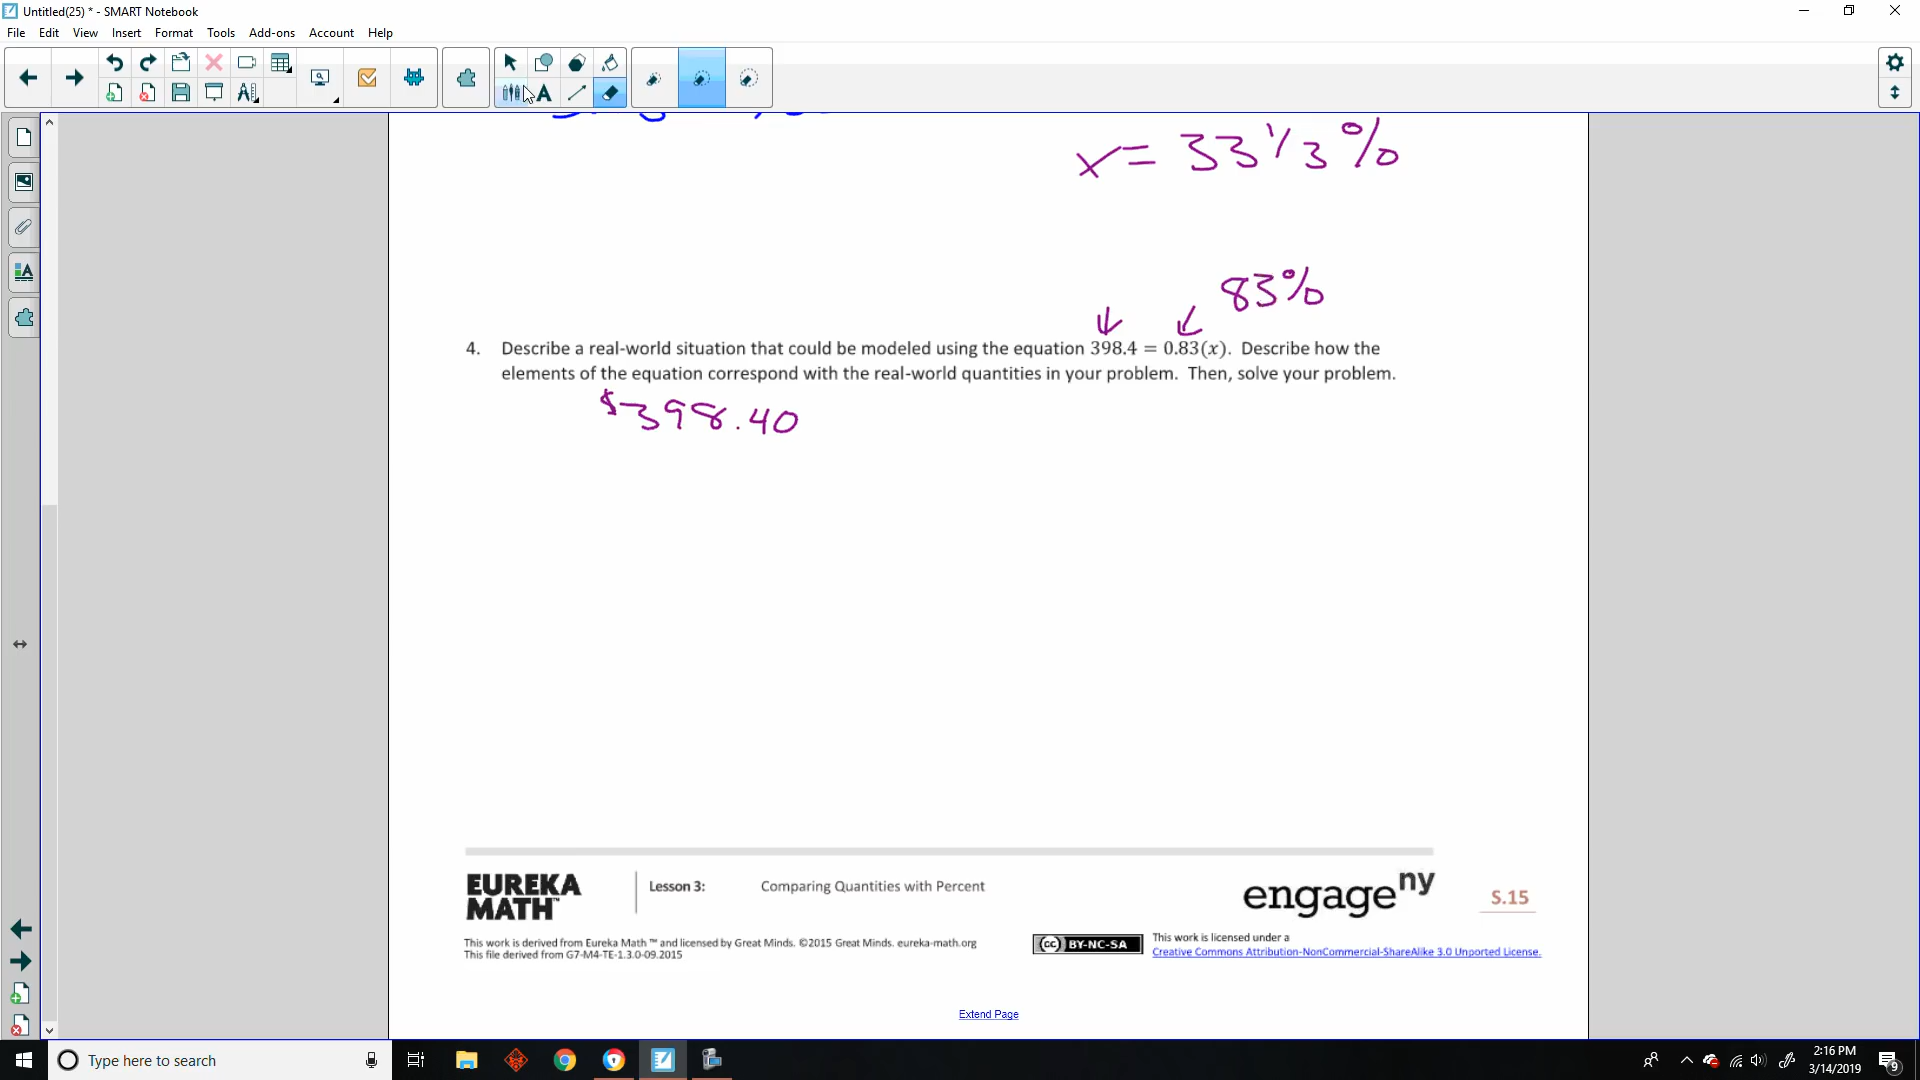 Untitled(25) * - SMART Notebook
File Edit View Insert Format Tools Add-ons Account Help
x = 33 1/3 %
83%
4. Describe a real-world situation that could be modeled using the equation 398.4 = 0.83(x). Describe how the
elements of the equation correspond with the real-world quantities in your problem. Then, solve your problem.
$398.40
EUREKA
MATH™
Lesson 3: Comparing Quantities with Percent
engageny
S.15
This work is derived from Eureka Math ™ and licensed by Great Minds. ©2015 Great Minds. eureka-math.org
This file derived from G7-M4-TE-1.3.0-09.2015
(cc) BY-NC-SA
This work is licensed under a
Creative Commons Attribution-NonCommercial-ShareAlike 3.0 Unported License.
Extend Page
Type here to search
2:16 PM
3/14/2019
9